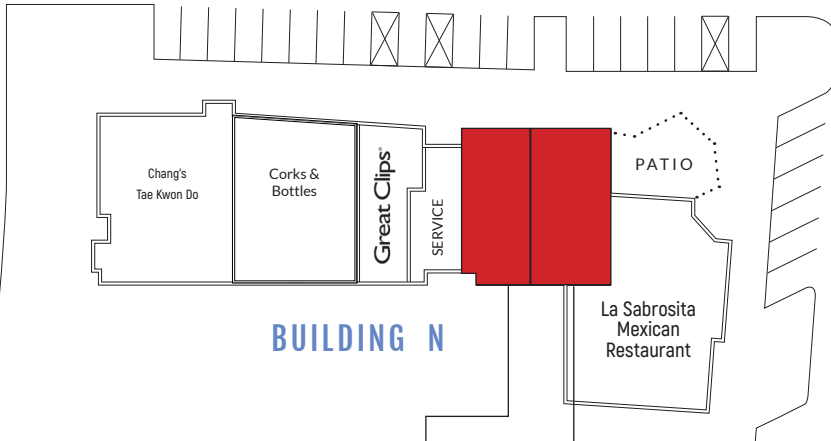 Chang's
Tae Kwon Do
Corks &
Bottles
Great Clips®
SERVICE
PATIO
La Sabrosita
Mexican
Restaurant
BUILDING N